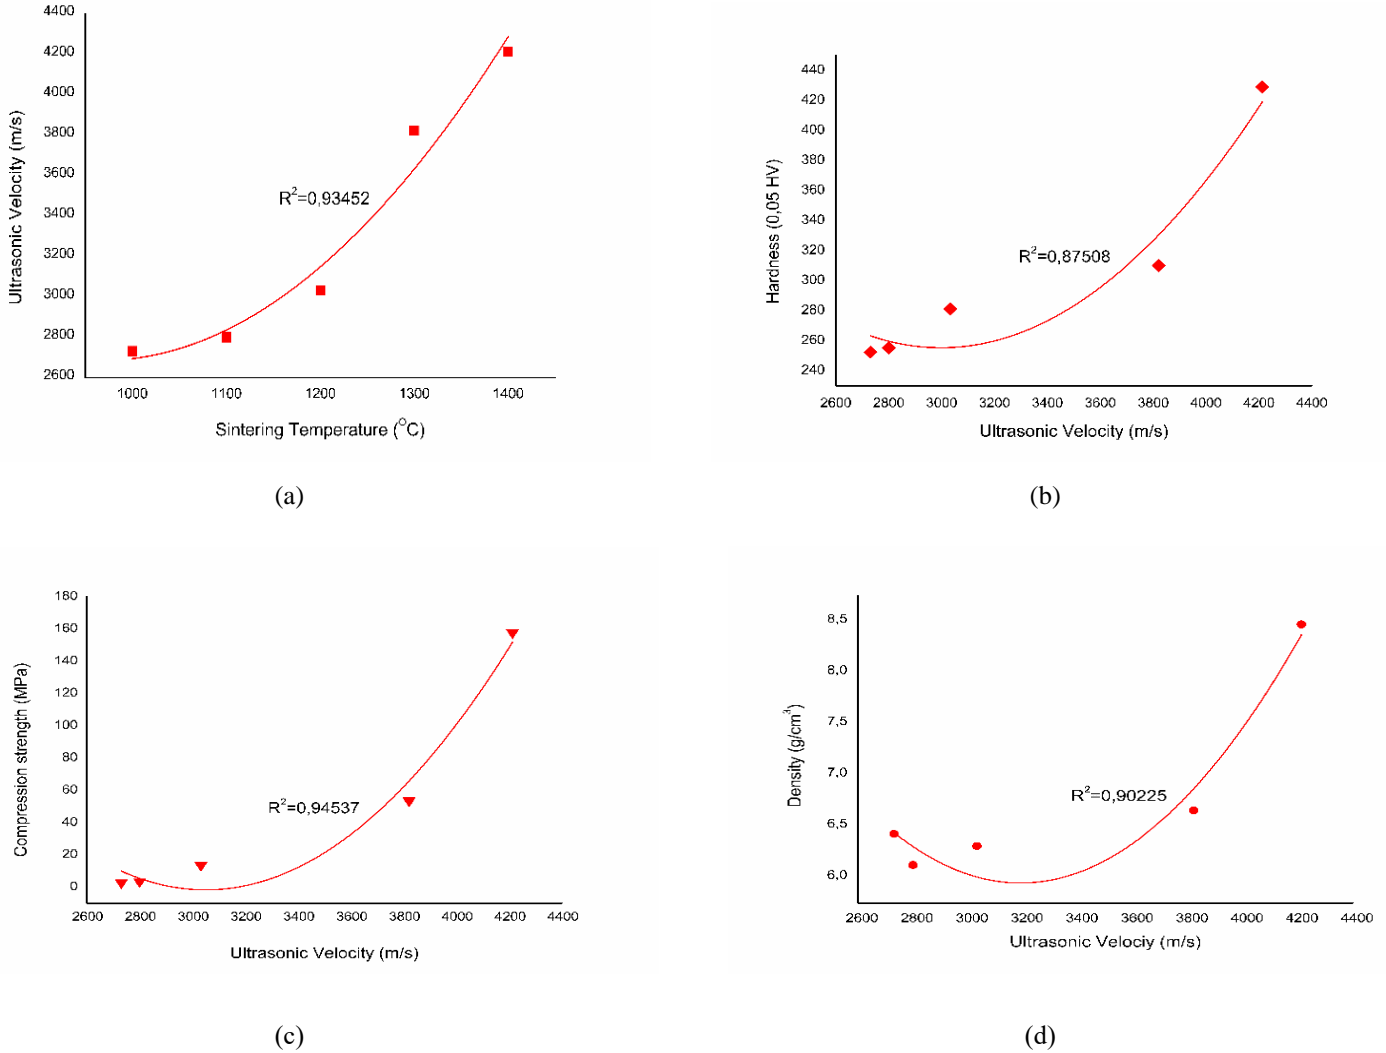 4400
4200
4000
3800
3600
3400
3200
3000
2800
2600
Ultrasonic Velocity (m/s)
R²=0,93452
1000 1100 1200 1300 1400
Sintering Temperature (°C)
(a)
440
420
400
380
360
340
320
300
280
260
240
Hardness (0,05 HV)
R²=0,87508
2600 2800 3000 3200 3400 3600 3800 4000 4200 4400
Ultrasonic Velocity (m/s)
(b)
180
160
140
120
100
80
60
40
20
0
Compression strength (MPa)
R²=0,94537
2600 2800 3000 3200 3400 3600 3800 4000 4200 4400
Ultrasonic Velocity (m/s)
(c)
8,5
8,0
7,5
7,0
6,5
6,0
Density (g/cm³)
R²=0,90225
2600 2800 3000 3200 3400 3600 3800 4000 4200 4400
Ultrasonic Velociy (m/s)
(d)